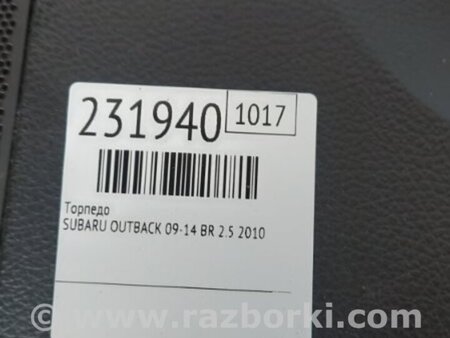 231940 1017
Торпедо
SUBARU OUTBACK 09-14 BR 2.5 2010
www.razborki.com